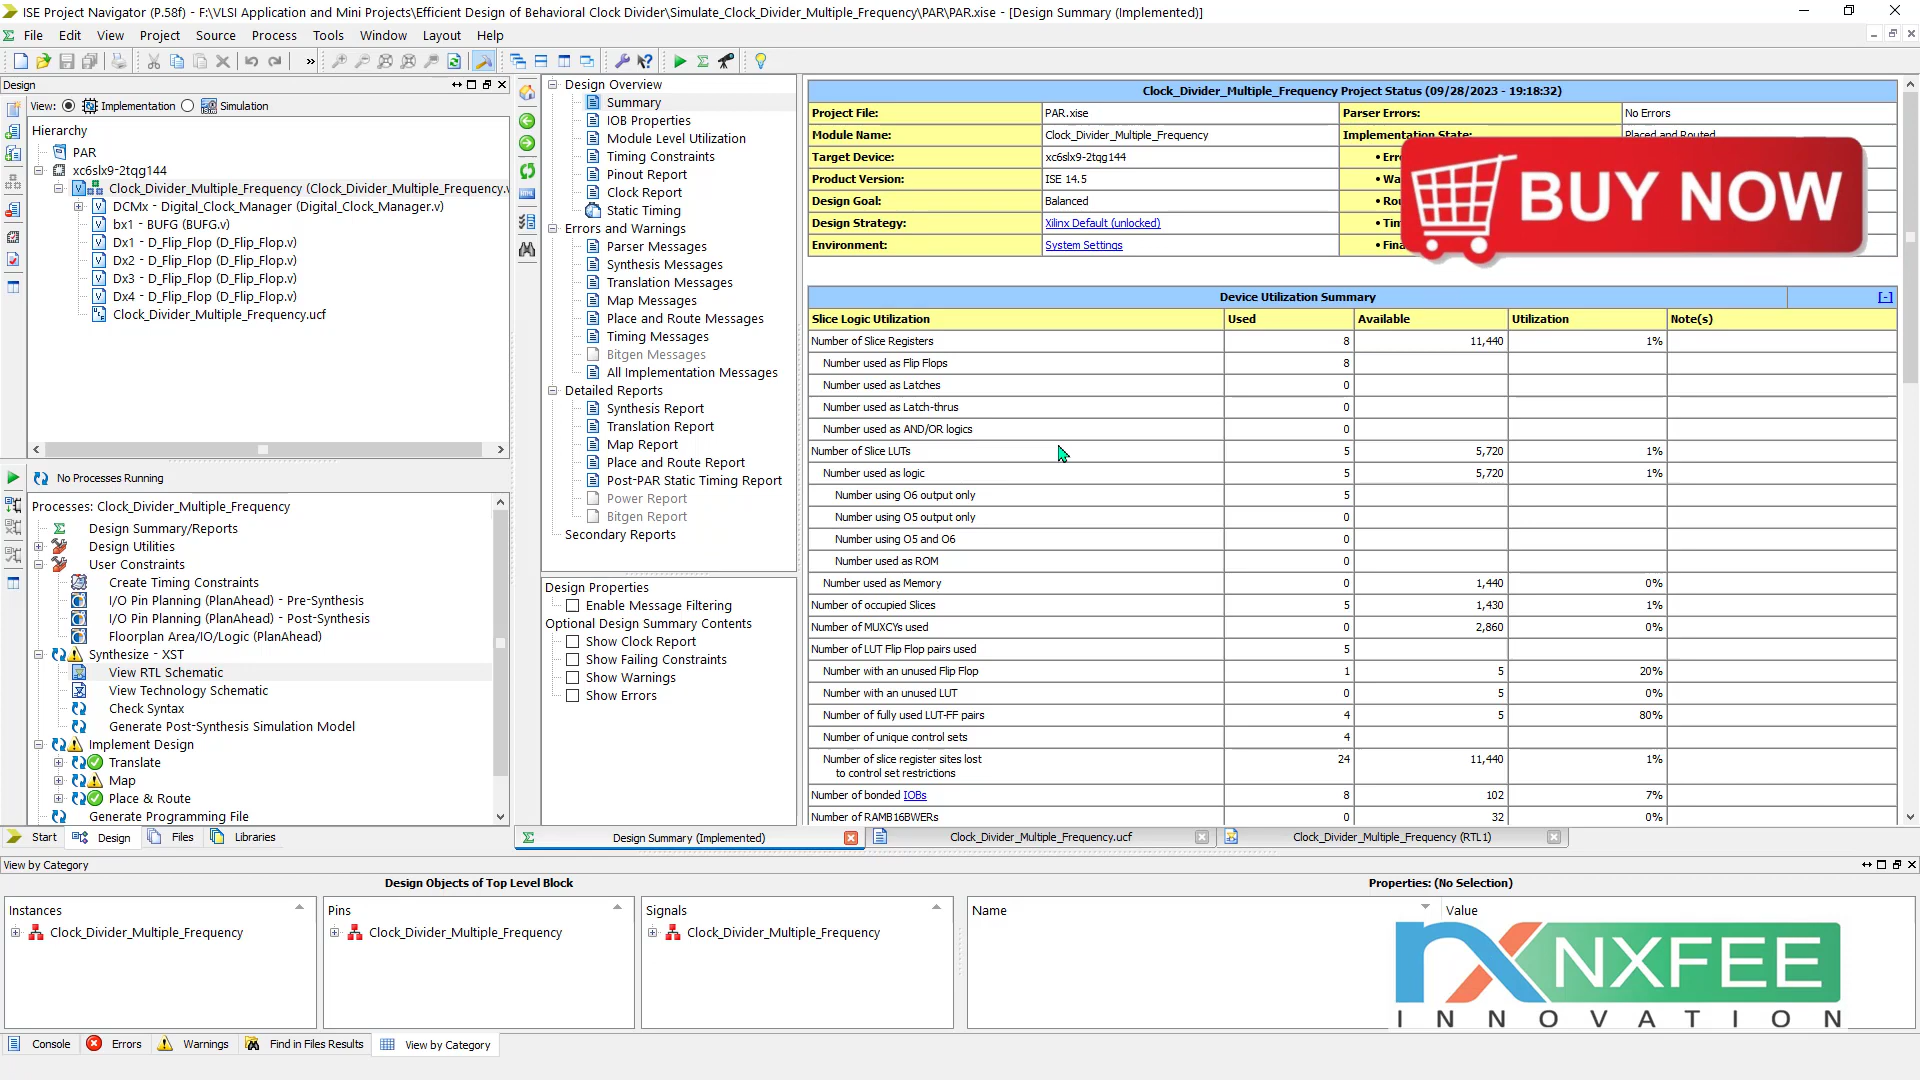 ISE Project Navigator (P.58f) - F:\VLSI Application and Mini Projects\Efficient Design of Behavioral Clock Divider\Simulate_Clock_Divider_Multiple_Frequency\PAR\PAR.xise - [Design Summary (Implemented)]
File Edit View Project Source Process Tools Window Layout Help
Design
View: Implementation Simulation
Hierarchy
PAR
xc6slx9-2tqg144
Clock_Divider_Multiple_Frequency (Clock_Divider_Multiple_Frequency.v
DCMx - Digital_Clock_Manager (Digital_Clock_Manager.v)
bx1 - BUFG (BUFG.v)
Dx1 - D_Flip_Flop (D_Flip_Flop.v)
Dx2 - D_Flip_Flop (D_Flip_Flop.v)
Dx3 - D_Flip_Flop (D_Flip_Flop.v)
Dx4 - D_Flip_Flop (D_Flip_Flop.v)
Clock_Divider_Multiple_Frequency.ucf
No Processes Running
Processes: Clock_Divider_Multiple_Frequency
Design Summary/Reports
Design Utilities
User Constraints
Create Timing Constraints
I/O Pin Planning (PlanAhead) - Pre-Synthesis
I/O Pin Planning (PlanAhead) - Post-Synthesis
Floorplan Area/IO/Logic (PlanAhead)
Synthesize - XST
View RTL Schematic
View Technology Schematic
Check Syntax
Generate Post-Synthesis Simulation Model
Implement Design
Translate
Map
Place & Route
Generate Programming File
Start Design Files Libraries
Design Overview
Summary
IOB Properties
Module Level Utilization
Timing Constraints
Pinout Report
Clock Report
Static Timing
Errors and Warnings
Parser Messages
Synthesis Messages
Translation Messages
Map Messages
Place and Route Messages
Timing Messages
Bitgen Messages
All Implementation Messages
Detailed Reports
Synthesis Report
Translation Report
Map Report
Place and Route Report
Post-PAR Static Timing Report
Power Report
Bitgen Report
Secondary Reports
Design Properties
Enable Message Filtering
Optional Design Summary Contents
Show Clock Report
Show Failing Constraints
Show Warnings
Show Errors
Clock_Divider_Multiple_Frequency Project Status (09/28/2023 - 19:18:32)
Project File: PAR.xise Parser Errors: No Errors
Module Name: Clock_Divider_Multiple_Frequency Implementation State: Placed and Routed
Target Device: xc6slx9-2tqg144
Product Version: ISE 14.5
Design Goal: Balanced
Design Strategy: Xilinx Default (unlocked)
Environment: System Settings
BUY NOW
Device Utilization Summary [-]
Slice Logic Utilization Used Available Utilization Note(s)
Number of Slice Registers 8 11,440 1%
Number used as Flip Flops 8
Number used as Latches 0
Number used as Latch-thrus 0
Number used as AND/OR logics 0
Number of Slice LUTs 5 5,720 1%
Number used as logic 5 5,720 1%
Number using O6 output only 5
Number using O5 output only 0
Number using O5 and O6 0
Number used as ROM 0
Number used as Memory 0 1,440 0%
Number of occupied Slices 5 1,430 1%
Number of MUXCYs used 0 2,860 0%
Number of LUT Flip Flop pairs used 5
Number with an unused Flip Flop 1 5 20%
Number with an unused LUT 0 5 0%
Number of fully used LUT-FF pairs 4 5 80%
Number of unique control sets 4
Number of slice register sites lost
to control set restrictions 24 11,440 1%
Number of bonded IOBs 8 102 7%
Number of RAMB16BWERs 0 32 0%
Design Summary (Implemented) Clock_Divider_Multiple_Frequency.ucf Clock_Divider_Multiple_Frequency (RTL1)
View by Category
Design Objects of Top Level Block Properties: (No Selection)
Instances Pins Signals Name Value
Clock_Divider_Multiple_Frequency Clock_Divider_Multiple_Frequency Clock_Divider_Multiple_Frequency
NXFEE
INNOVATION
Console Errors Warnings Find in Files Results View by Category